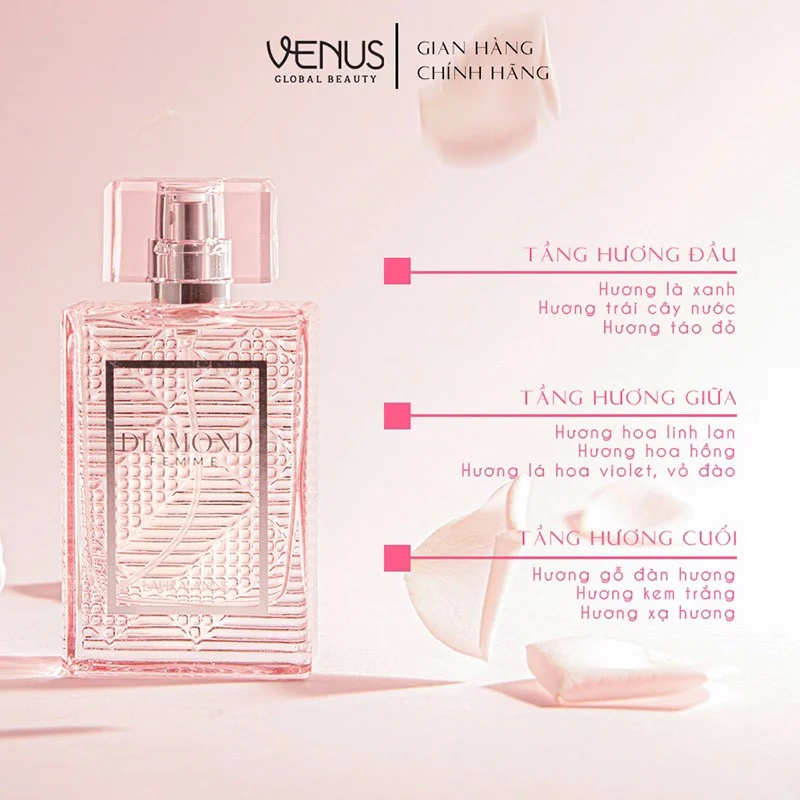 VENUS
GLOBAL BEAUTY
GIAN HÀNG
CHÍNH HÃNG
TẦNG HƯƠNG ĐẦU
Hương là xanh
Hương trái cây nước
Hương táo đỏ
TẦNG HƯƠNG GIỮA
Hương hoa linh lan
Hương hoa hồng
Hương lá hoa violet, vỏ đào
TẦNG HƯƠNG CUỐI
Hương gỗ đàn hương
Hương kem trắng
Hương xạ hương
DIAMOND
FEMME